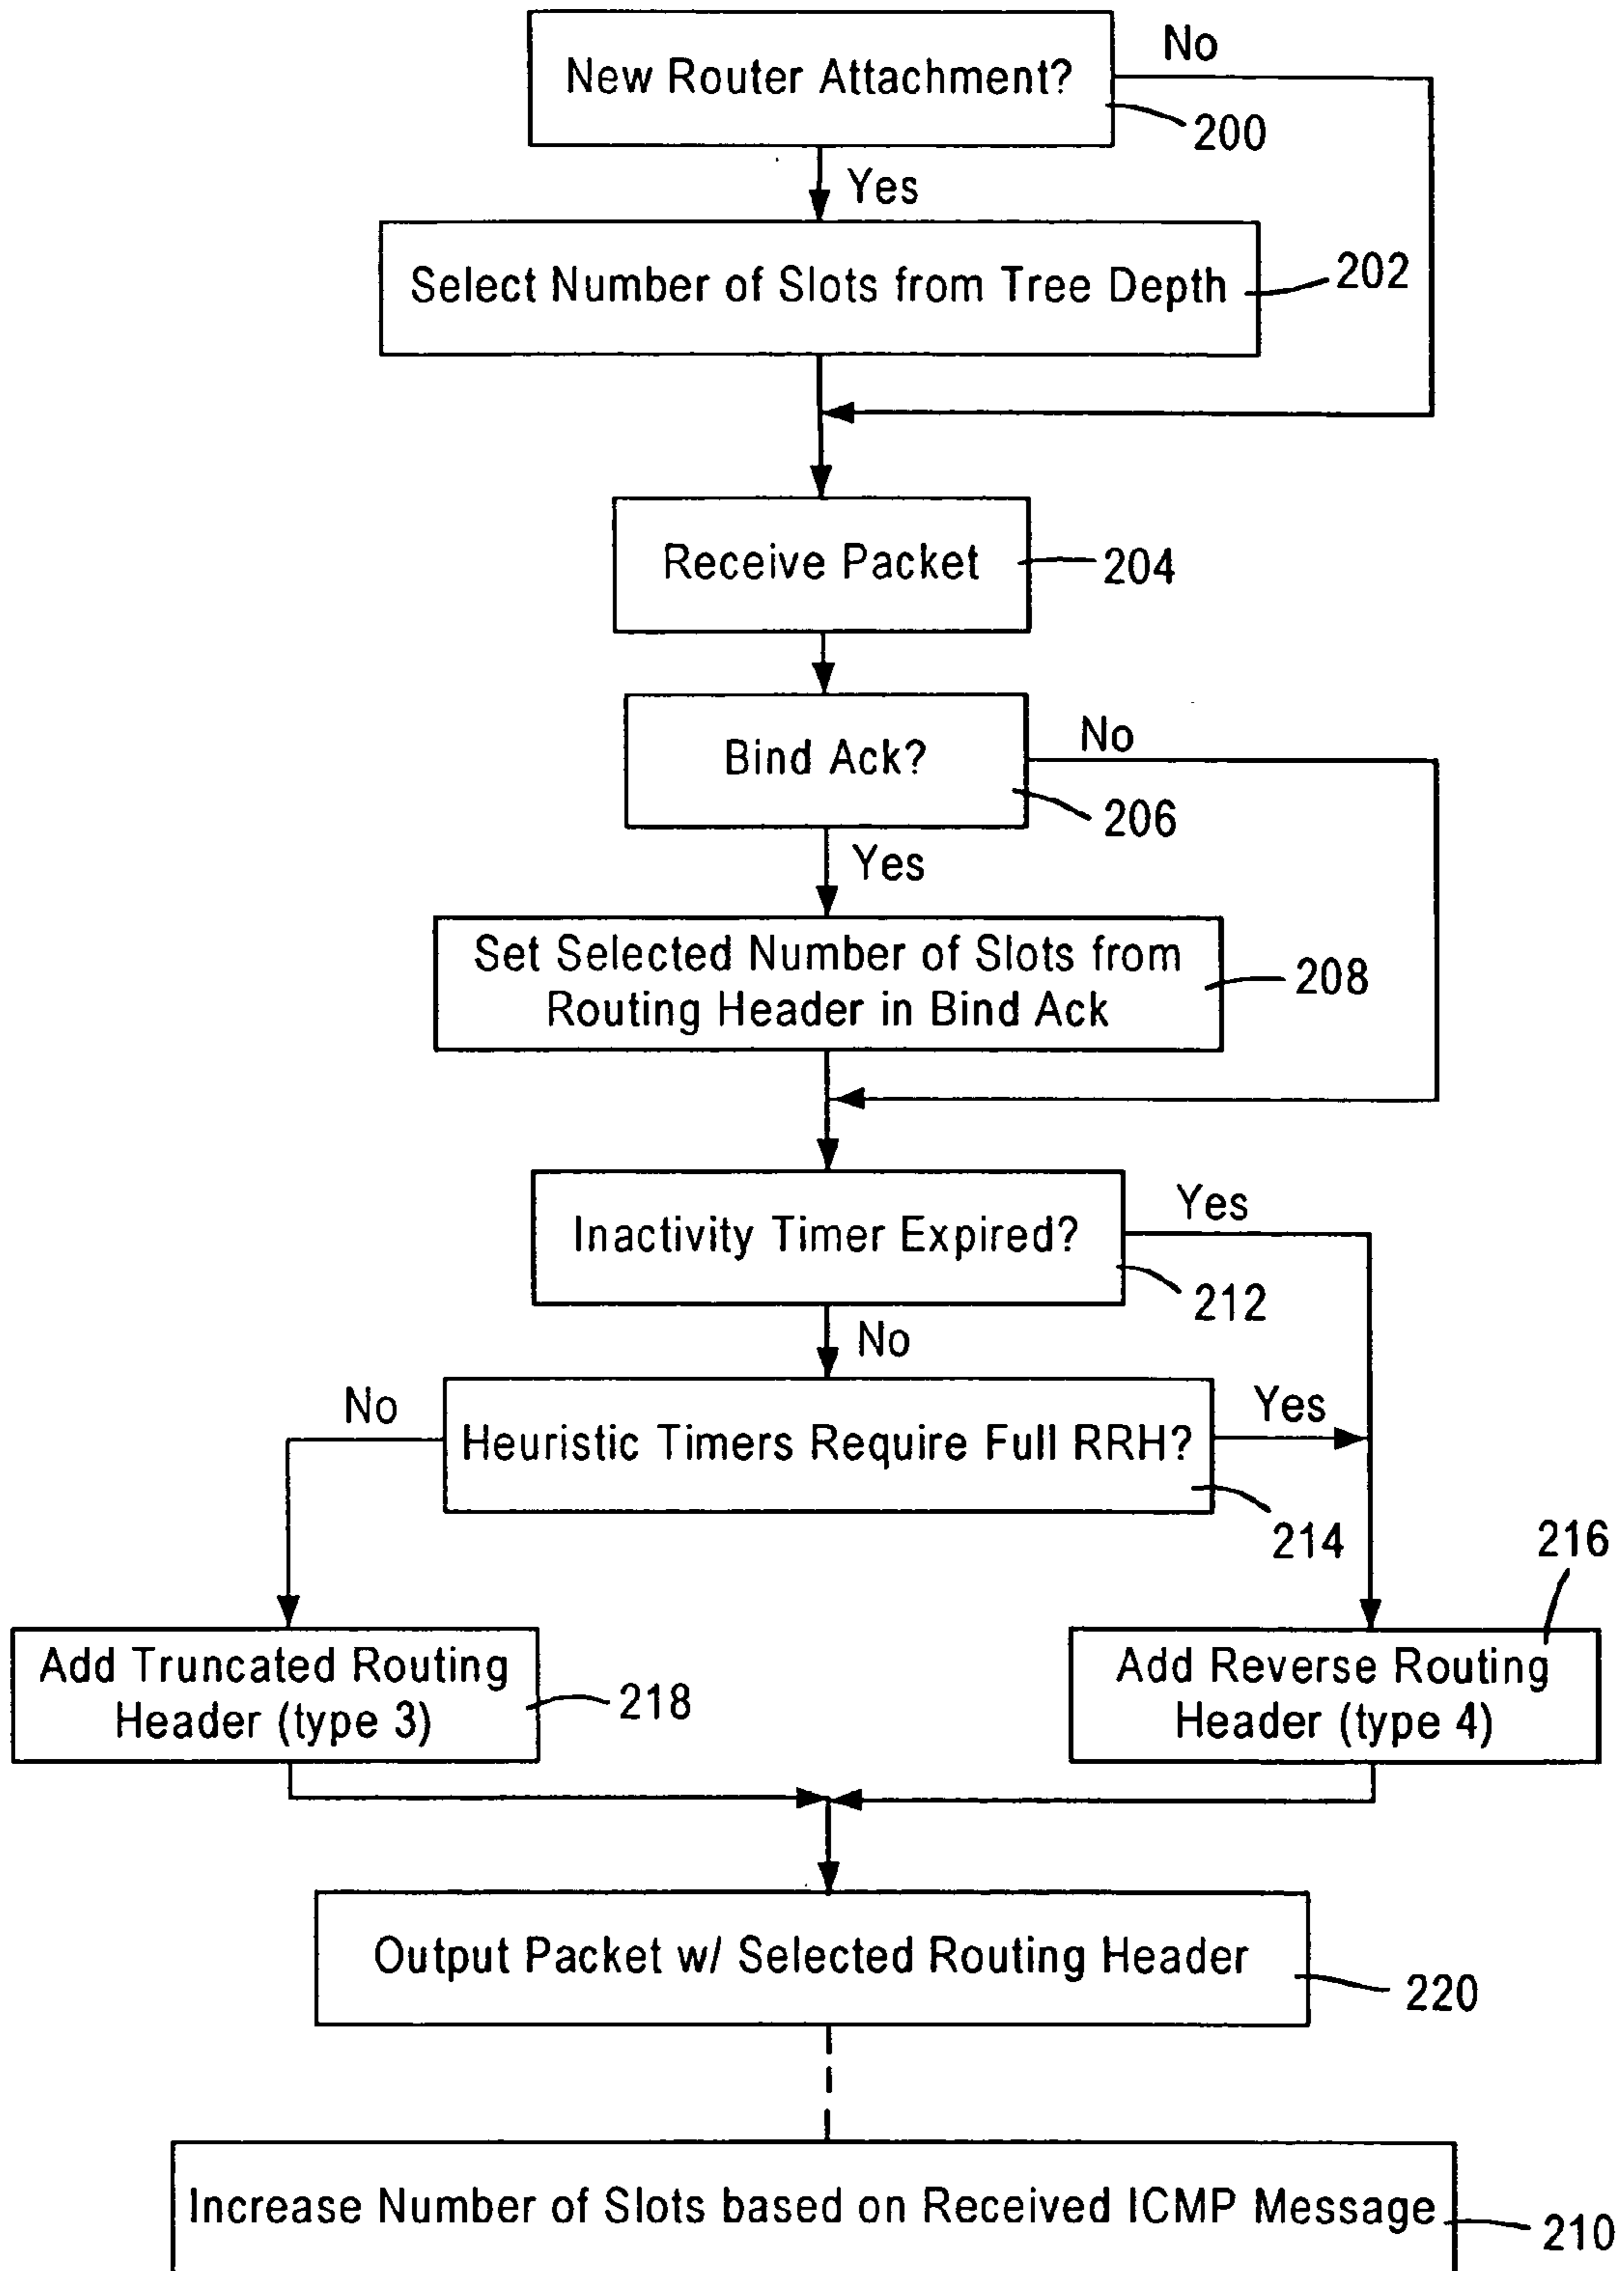 New Router Attachment?
No
200
Yes
Select Number of Slots from Tree Depth
202
Receive Packet
204
Bind Ack?
No
206
Yes
Set Selected Number of Slots from
Routing Header in Bind Ack
208
Inactivity Timer Expired?
Yes
212
No
No
Heuristic Timers Require Full RRH?
Yes
214
216
Add Truncated Routing
Header (type 3)
218
Add Reverse Routing
Header (type 4)
Output Packet w/ Selected Routing Header
220
Increase Number of Slots based on Received ICMP Message
210